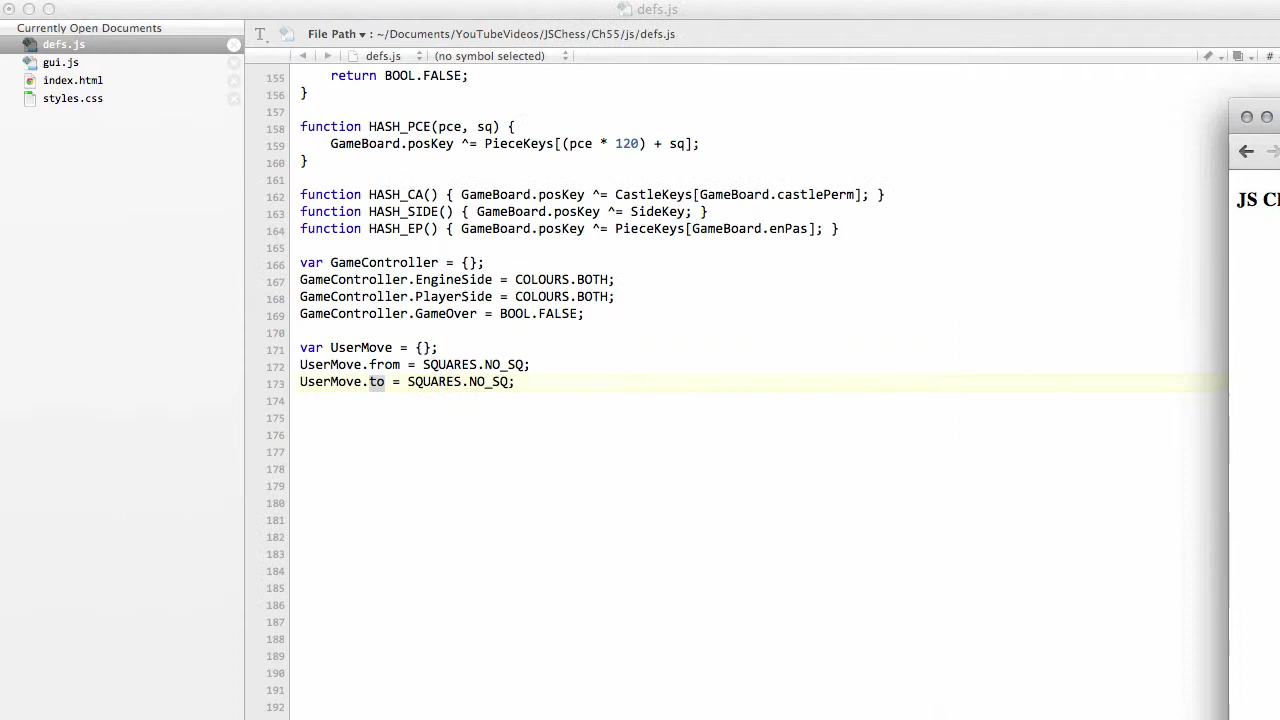 defs.js
Currently Open Documents
defs.js
gui.js
index.html
styles.css
File Path ▾ : ~/Documents/YouTubeVideos/JSChess/Ch55/js/defs.js
defs.js (no symbol selected) #
155 return BOOL.FALSE;
156 }
157
158 function HASH_PCE(pce, sq) {
159 GameBoard.posKey ^= PieceKeys[(pce * 120) + sq];
160 }
161
162 function HASH_CA() { GameBoard.posKey ^= CastleKeys[GameBoard.castlePerm]; }
163 function HASH_SIDE() { GameBoard.posKey ^= SideKey; }
164 function HASH_EP() { GameBoard.posKey ^= PieceKeys[GameBoard.enPas]; }
165
166 var GameController = {};
167 GameController.EngineSide = COLOURS.BOTH;
168 GameController.PlayerSide = COLOURS.BOTH;
169 GameController.GameOver = BOOL.FALSE;
170
171 var UserMove = {};
172 UserMove.from = SQUARES.NO_SQ;
173 UserMove.to = SQUARES.NO_SQ;
174
175
176
177
178
179
180
181
182
183
184
185
186
187
188
189
190
191
192
JS C